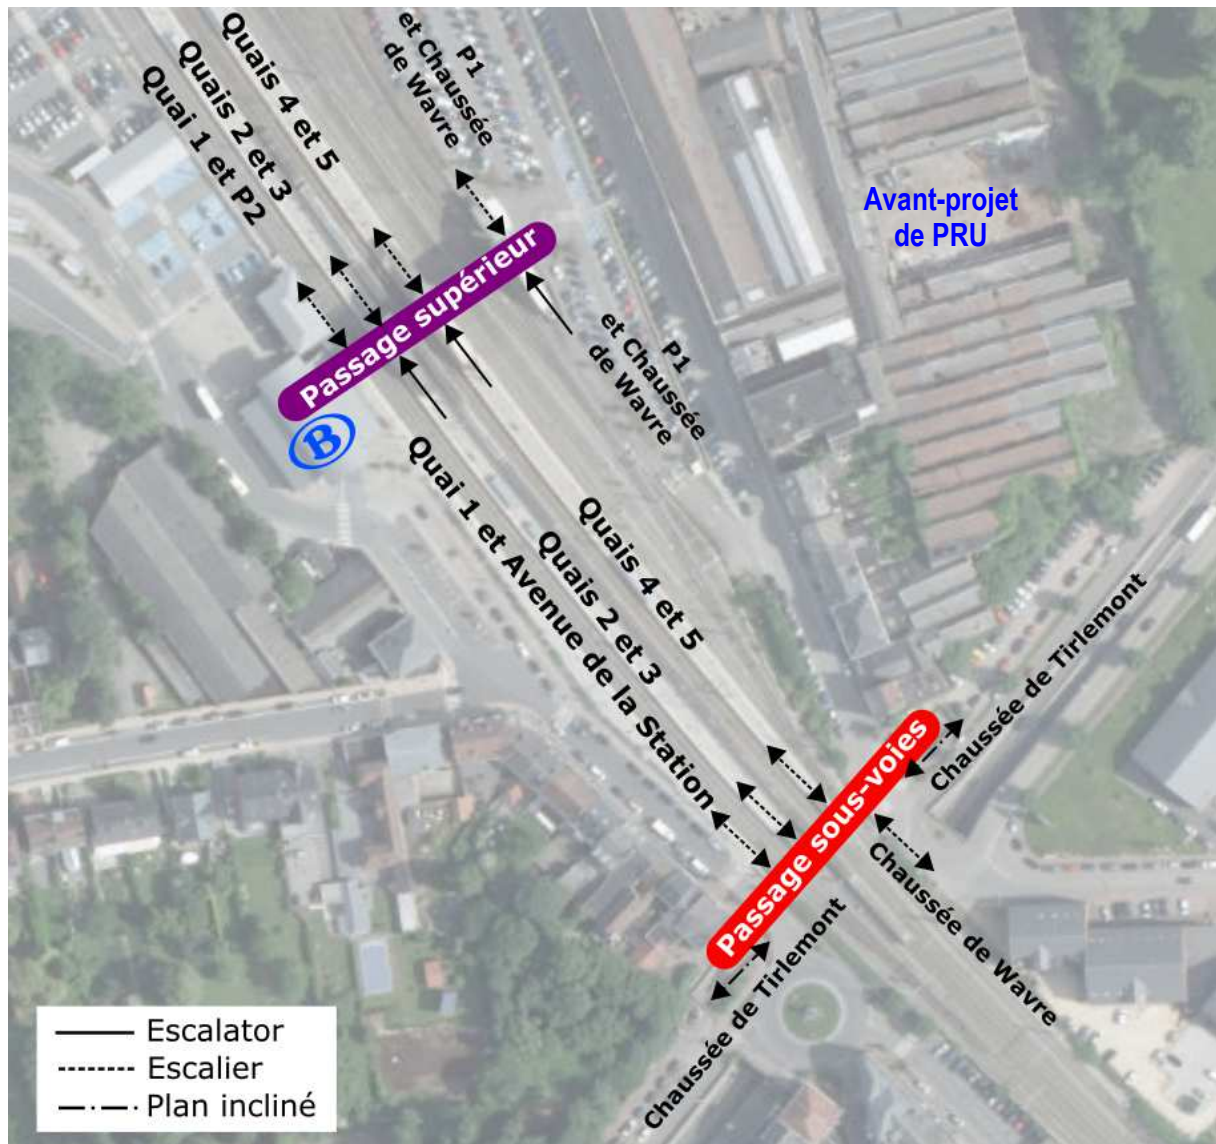 Quais 4 et 5
Quais 2 et 3
Quai 1 et P2
P1
et Chaussée
de Wavre
Avant-projet
de PRU
Passage supérieur
B
P1
et Chaussée
de Wavre
Quai 1 et Avenue de la Station
Quais 2 et 3
Quais 4 et 5
Chaussée de Tirlemont
Passage sous-voies
Chaussée de Wavre
Chaussée de Tirlemont
Escalator
Escalier
Plan incliné